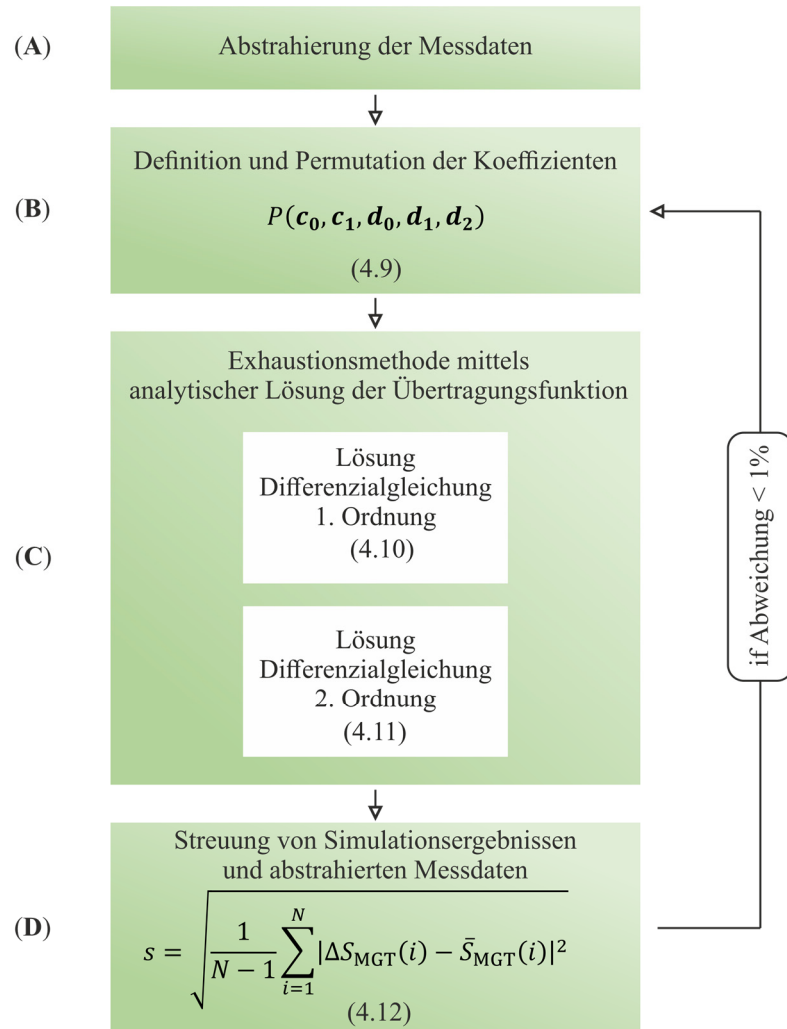 (A)
Abstrahierung der Messdaten
(B)
Definition und Permutation der Koeffizienten
P(c₀, c₁, d₀, d₁, d₂)
(4.9)
(C)
Exhaustionsmethode mittels
analytischer Lösung der Übertragungsfunktion
Lösung
Differenzialgleichung
1. Ordnung
(4.10)
Lösung
Differenzialgleichung
2. Ordnung
(4.11)
(D)
Streuung von Simulationsergebnissen
und abstrahierten Messdaten
s = √(1/(N − 1) ∑ᵢ₌₁ᴺ |ΔS_MGT(i) − S̄_MGT(i)|²)
(4.12)
if Abweichung < 1%